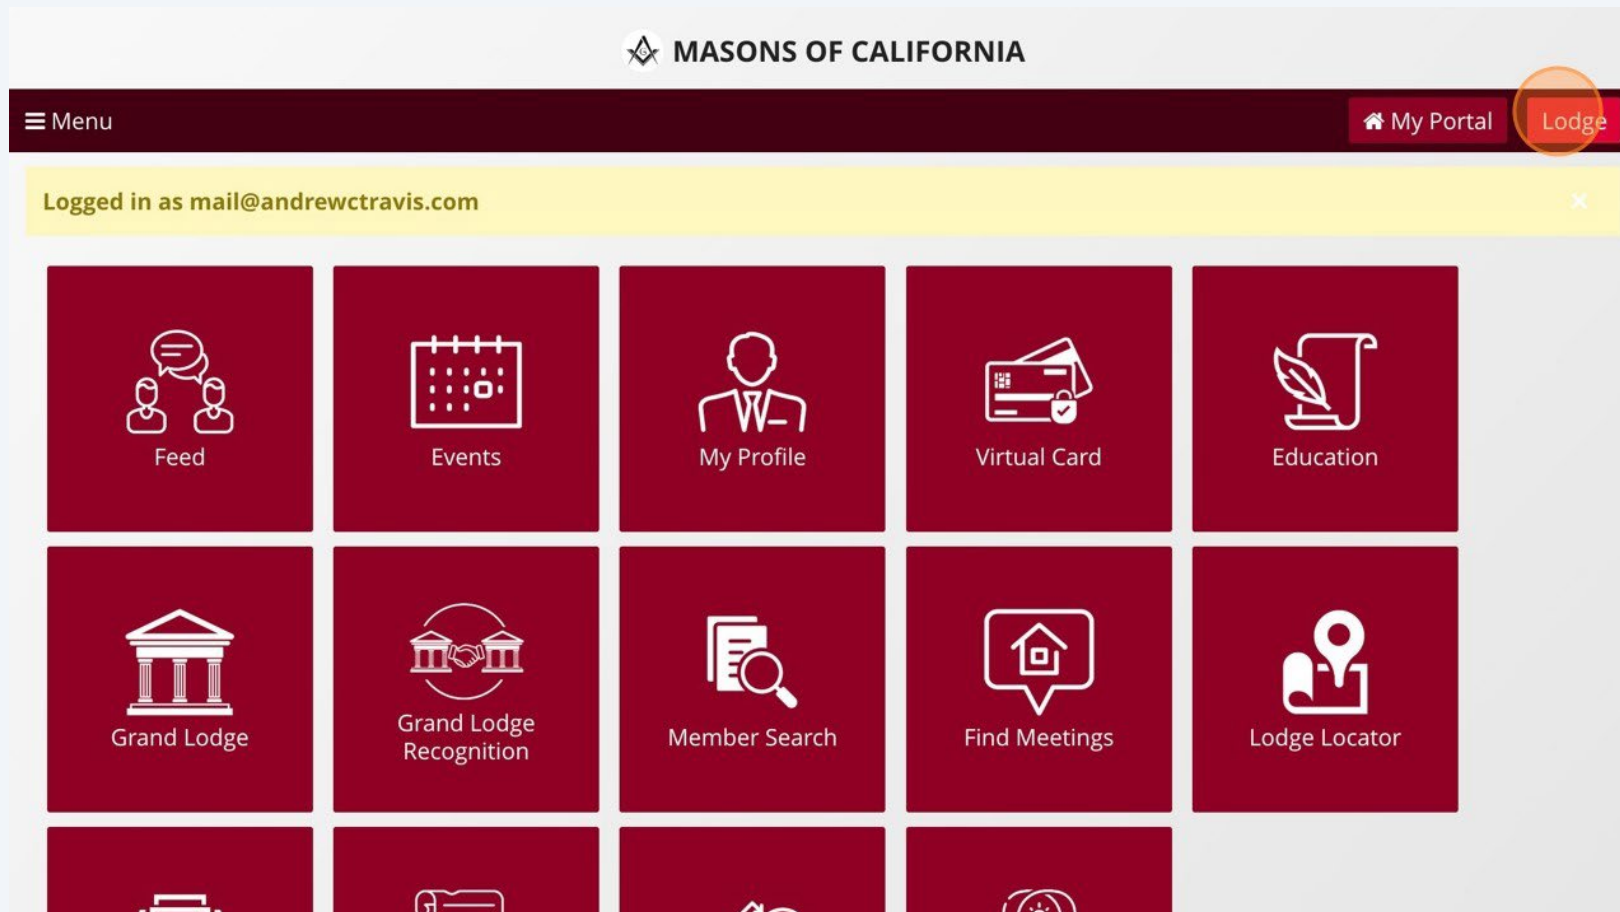 MASONS OF CALIFORNIA
Menu
My Portal
Lodge
Logged in as mail@andrewctravis.com
Feed
Events
My Profile
Virtual Card
Education
Grand Lodge
Grand Lodge
Recognition
Member Search
Find Meetings
Lodge Locator